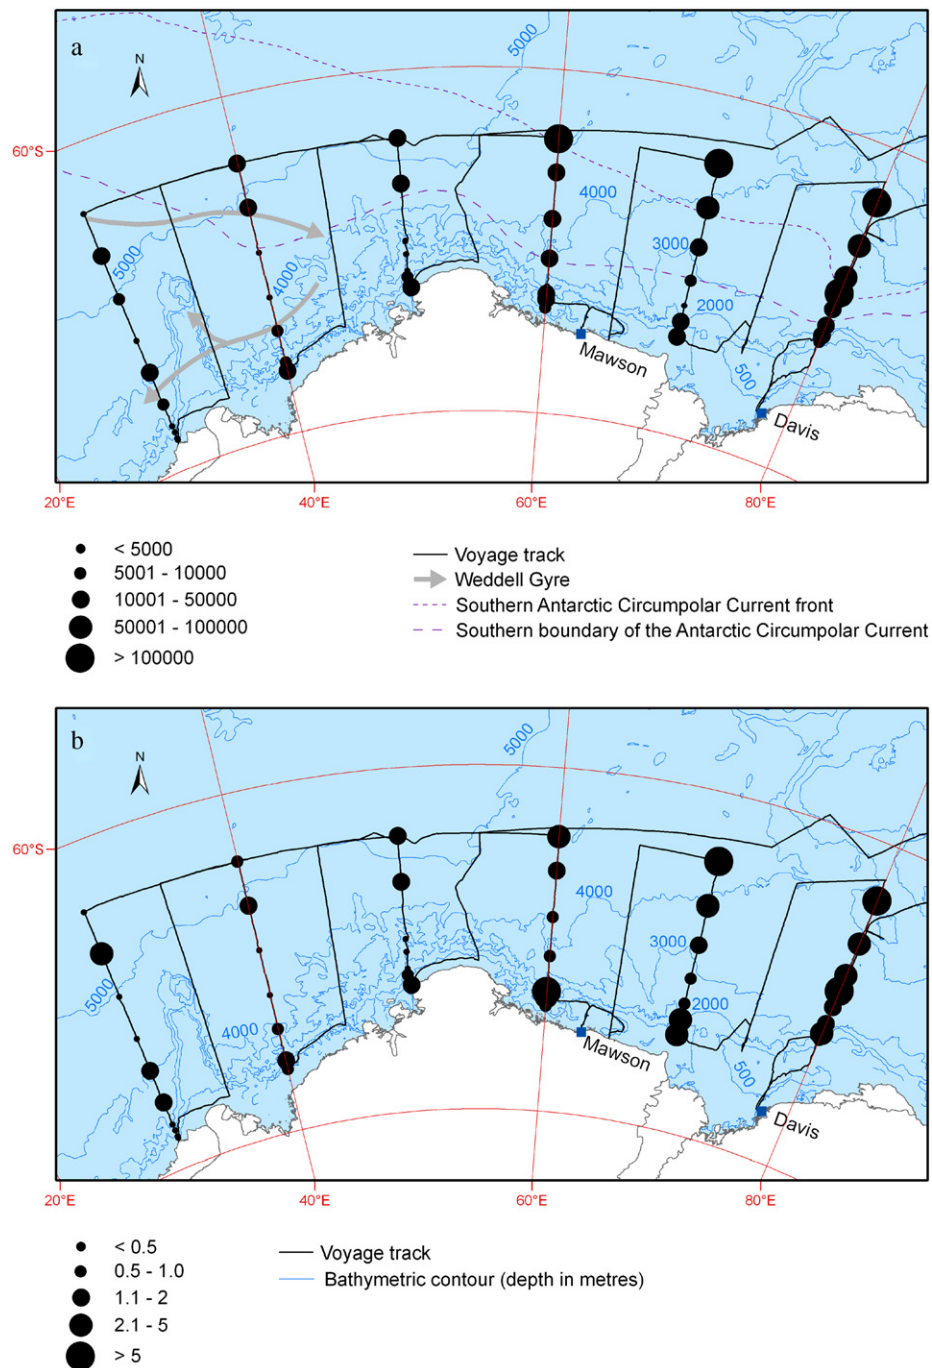 a
N
5000
60°S
4000
5000
3000
4000
2000
Mawson
500
Davis
20°E 40°E 60°E 80°E
< 5000
5001 - 10000
10001 - 50000
50001 - 100000
> 100000
Voyage track
Weddell Gyre
Southern Antarctic Circumpolar Current front
Southern boundary of the Antarctic Circumpolar Current
b
N
5000
60°S
4000
3000
5000
2000
4000
Mawson
500
Davis
20°E 40°E 60°E 80°E
< 0.5
0.5 - 1.0
1.1 - 2
2.1 - 5
> 5
Voyage track
Bathymetric contour (depth in metres)